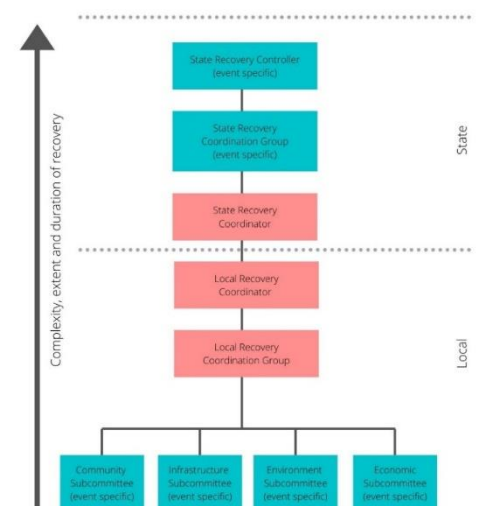 State Recovery Controller
(event specific)
State Recovery
Coordination Group
(event specific)
State
State Recovery
Coordinator
Complexity, extent and duration of recovery
Local Recovery
Coordinator
Local Recovery
Coordination Group
Local
Community
Subcommittee
(event specific)
Infrastructure
Subcommittee
(event specific)
Environment
Subcommittee
(event specific)
Economic
Subcommittee
(event specific)